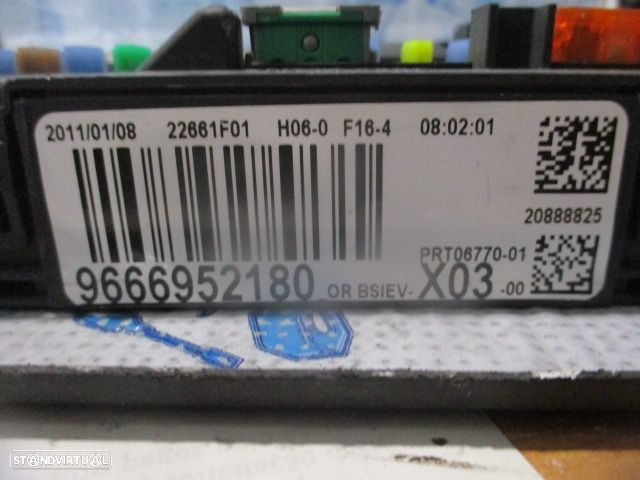 2011/01/08 22661F01 H06-0 F16-4 08:02:01
20888825
PRT06770-01
9666952180 OR BSIEV- X03 -00
STANDVIRTUAL